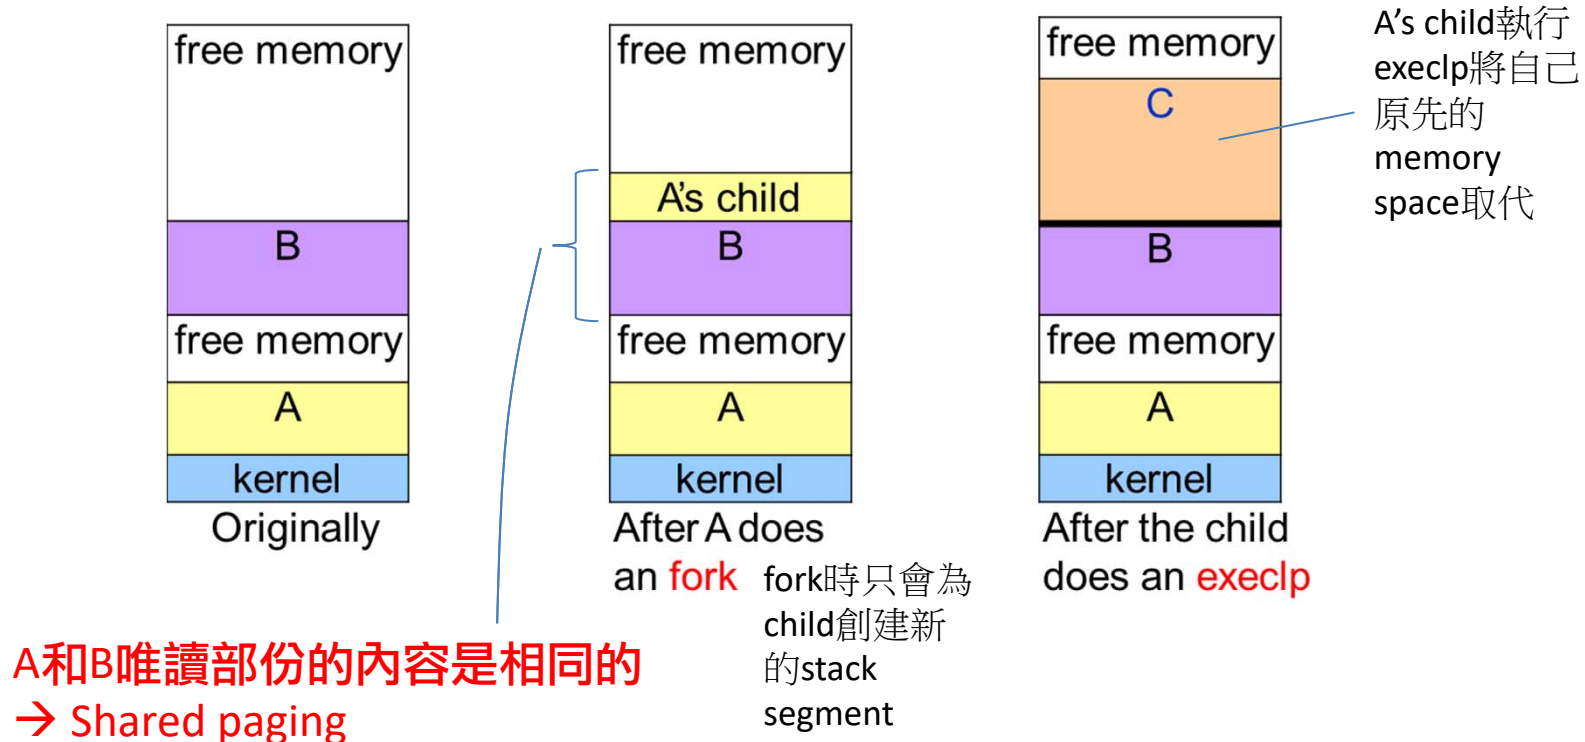 free memory
B
free memory
A
kernel
Originally
free memory
A's child
B
free memory
A
kernel
After A does
an fork
fork時只會為
child創建新
的stack
segment
free memory
C
B
free memory
A
kernel
After the child
does an execlp
A’s child執行
execlp將自己
原先的
memory
space取代
A和B唯讀部份的內容是相同的
→ Shared paging